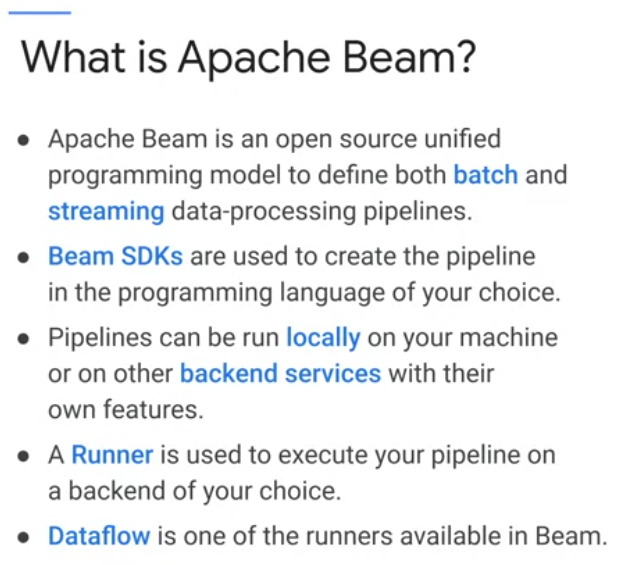 What is Apache Beam?
● Apache Beam is an open source unified
programming model to define both batch and
streaming data-processing pipelines.
● Beam SDKs are used to create the pipeline
in the programming language of your choice.
● Pipelines can be run locally on your machine
or on other backend services with their
own features.
● A Runner is used to execute your pipeline on
a backend of your choice.
● Dataflow is one of the runners available in Beam.